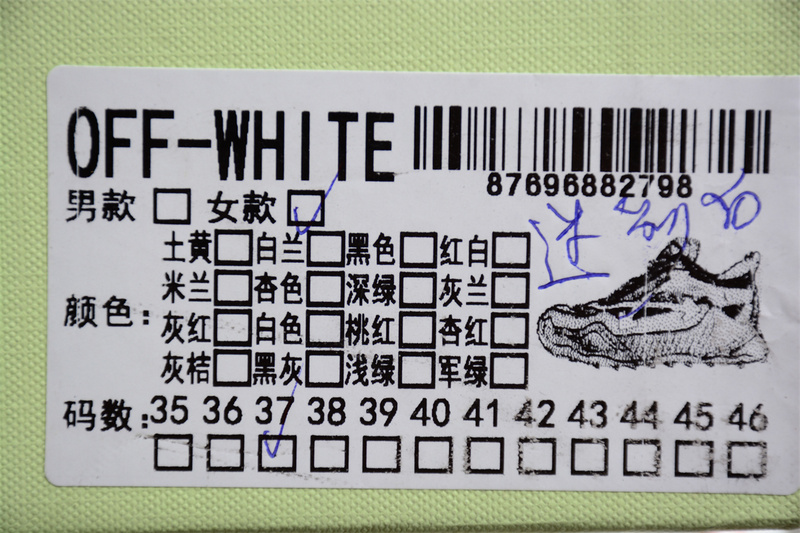 OFF-WHITE
87696882798
男款 □ 女款 □
土黄□白兰□黑色□红白□
米兰□杏色□深绿□灰兰□
颜色:
灰红□白色□桃红□杏红□
灰桔□黑灰□浅绿□军绿□
码数:35 36 37 38 39 40 41 42 43 44 45 46